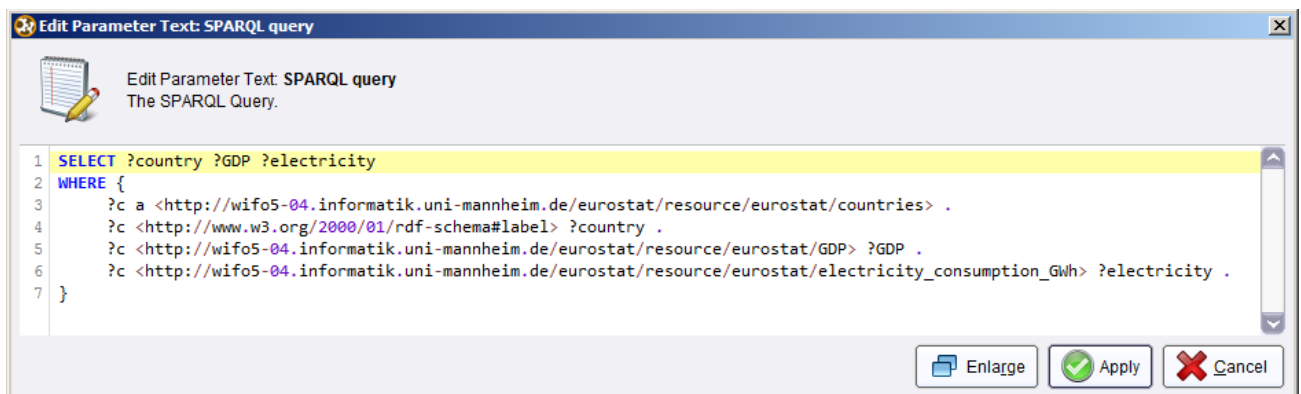 Edit Parameter Text: SPARQL query
Edit Parameter Text: SPARQL query
The SPARQL Query.
1 SELECT ?country ?GDP ?electricity
2 WHERE {
3 ?c a <http://wifo5-04.informatik.uni-mannheim.de/eurostat/resource/eurostat/countries> .
4 ?c <http://www.w3.org/2000/01/rdf-schema#label> ?country .
5 ?c <http://wifo5-04.informatik.uni-mannheim.de/eurostat/resource/eurostat/GDP> ?GDP .
6 ?c <http://wifo5-04.informatik.uni-mannheim.de/eurostat/resource/eurostat/electricity_consumption_GWh> ?electricity .
7 }
Enlarge Apply Cancel